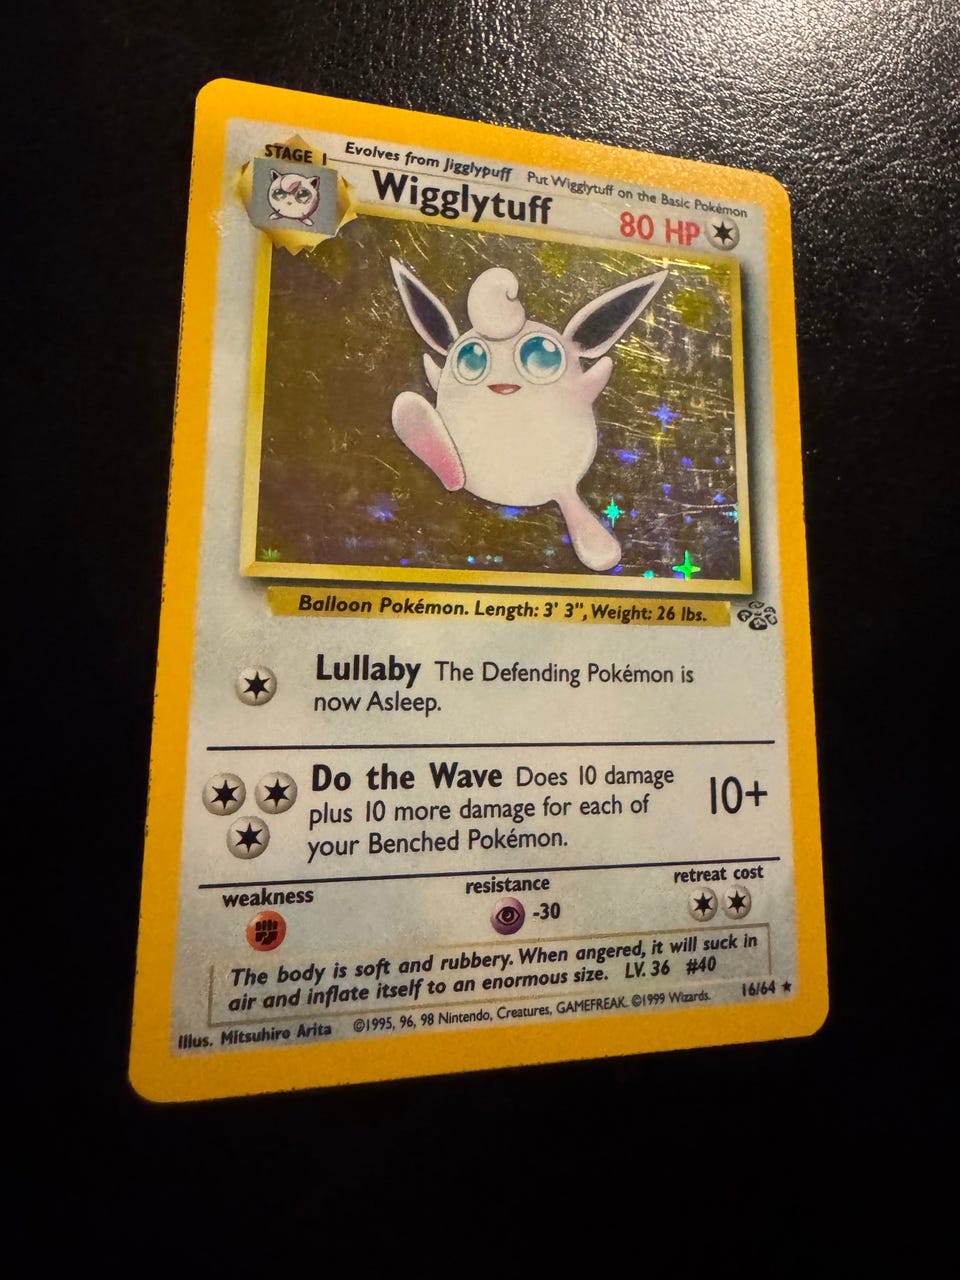 STAGE 1
Evolves from Jigglypuff
Put Wigglytuff on the Basic Pokémon
Wigglytuff
80 HP
Balloon Pokémon. Length: 3' 3", Weight: 26 lbs.
Lullaby The Defending Pokémon is
now Asleep.
Do the Wave Does 10 damage
plus 10 more damage for each of
your Benched Pokémon.
10+
weakness
resistance
retreat cost
-30
The body is soft and rubbery. When angered, it will suck in
air and inflate itself to an enormous size. LV. 36 #40
Illus. Mitsuhiro Arita
©1995, 96, 98 Nintendo, Creatures, GAMEFREAK. ©1999 Wizards.
16/64 ★